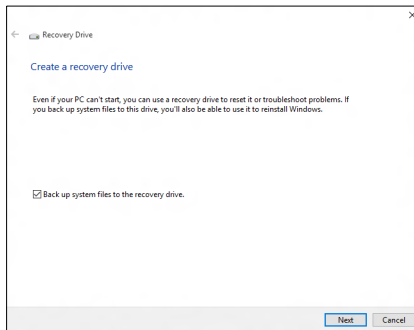 Recovery Drive
Create a recovery drive
Even if your PC can't start, you can use a recovery drive to reset it or troubleshoot problems. If
you back up system files to this drive, you'll also be able to use it to reinstall Windows.
Back up system files to the recovery drive.
Next Cancel